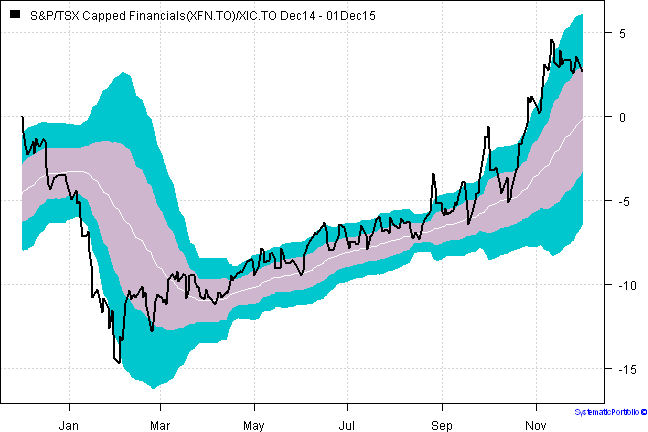 S&P/TSX Capped Financials(XFN.TO)/XIC.TO Dec14 - 01Dec15
5
0
-5
-10
-15
Jan Mar May Jul Sep Nov
SystematicPortfolio ©